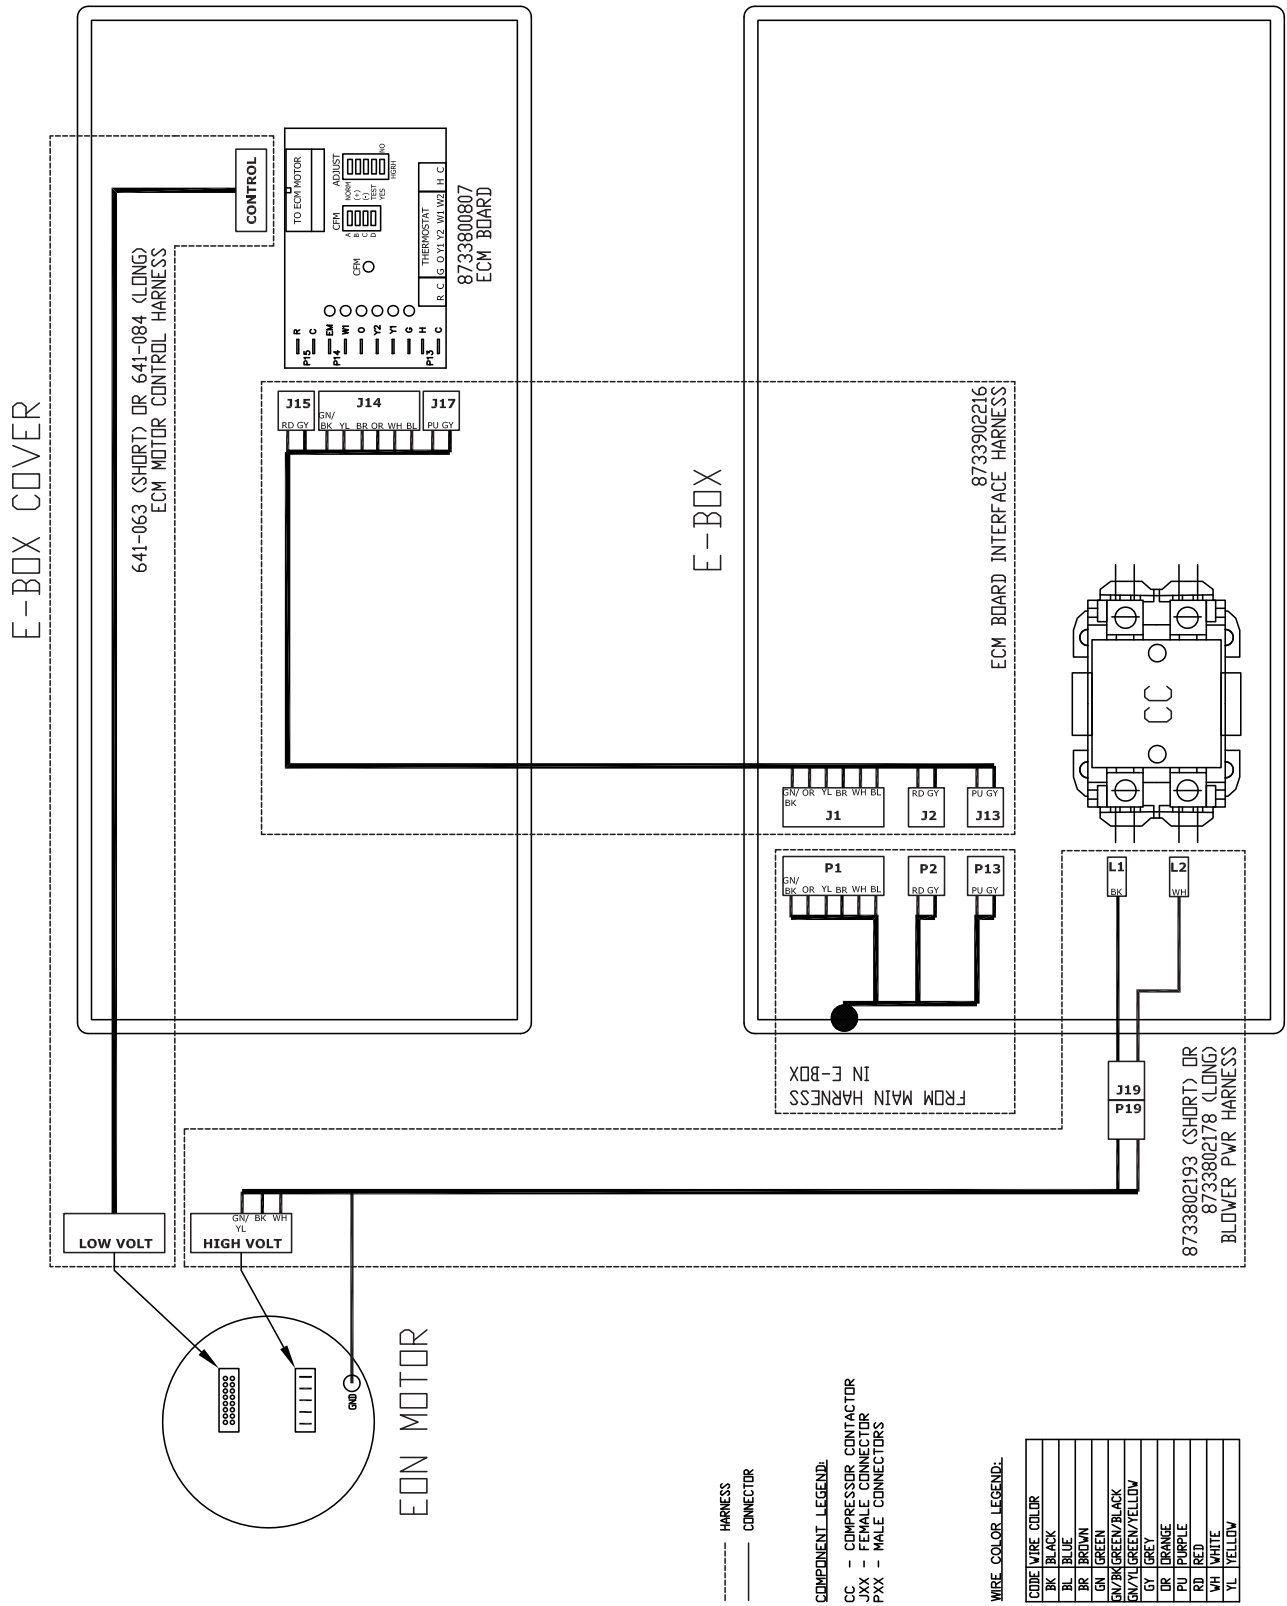 E-BOX COVER
641-063 (SHORT) OR 641-084 (LONG)
ECM MOTOR CONTROL HARNESS
CONTROL
TO ECM MOTOR
ADJUST
NORM
(+)
(-)
TEST
YES
NO
HGRH
CFM
A
B
C
D
CFM
THERMOSTAT
R C G O Y1 Y2 W1 W2 H C
R
C
P15
EM
P14
W1
O
Y2
Y1
G
H
P13
C
8733800807
ECM BOARD
J15
RD GY
J14
GN/
BK YL BR OR WH BL
J17
PU GY
E-BOX
8733902216
ECM BOARD INTERFACE HARNESS
CC
GN/ OR YL BR WH BL
BK
J1
RD GY
J2
PU GY
J13
P1
GN/
BK OR YL BR WH BL
P2
RD GY
P13
PU GY
L1
BK
L2
WH
FROM MAIN HARNESS
IN E-BOX
J19
P19
8733802193 (SHORT) OR
8733802178 (LONG)
BLOWER PWR HARNESS
LOW VOLT
GN/ BK WH
YL
HIGH VOLT
GND
EON MOTOR
HARNESS
CONNECTOR
COMPONENT LEGEND:
CC - COMPRESSOR CONTACTOR
JXX - FEMALE CONNECTOR
PXX - MALE CONNECTORS
WIRE COLOR LEGEND:
CODE WIRE COLOR
BK BLACK
BL BLUE
BR BROWN
GN GREEN
GN/BK GREEN/BLACK
GN/YL GREEN/YELLOW
GY GREY
OR ORANGE
PU PURPLE
RD RED
WH WHITE
YL YELLOW